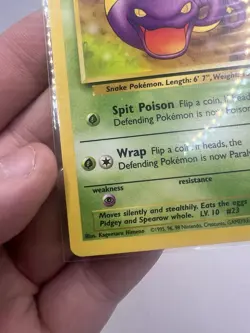 Snake Pokémon. Length: 6' 7", Weight:
Spit Poison Flip a coin. If head
Defending Pokémon is now Poison
Wrap Flip a coin. If heads, the
Defending Pokémon is now Paral
weakness
resistance
Moves silently and stealthily. Eats the eggs
Pidgey and Spearow whole. LV. 10 #23
Illus. Kagemaru Himeno ©1995, 96, 98 Nintendo, Creatures, GAMEFREAK